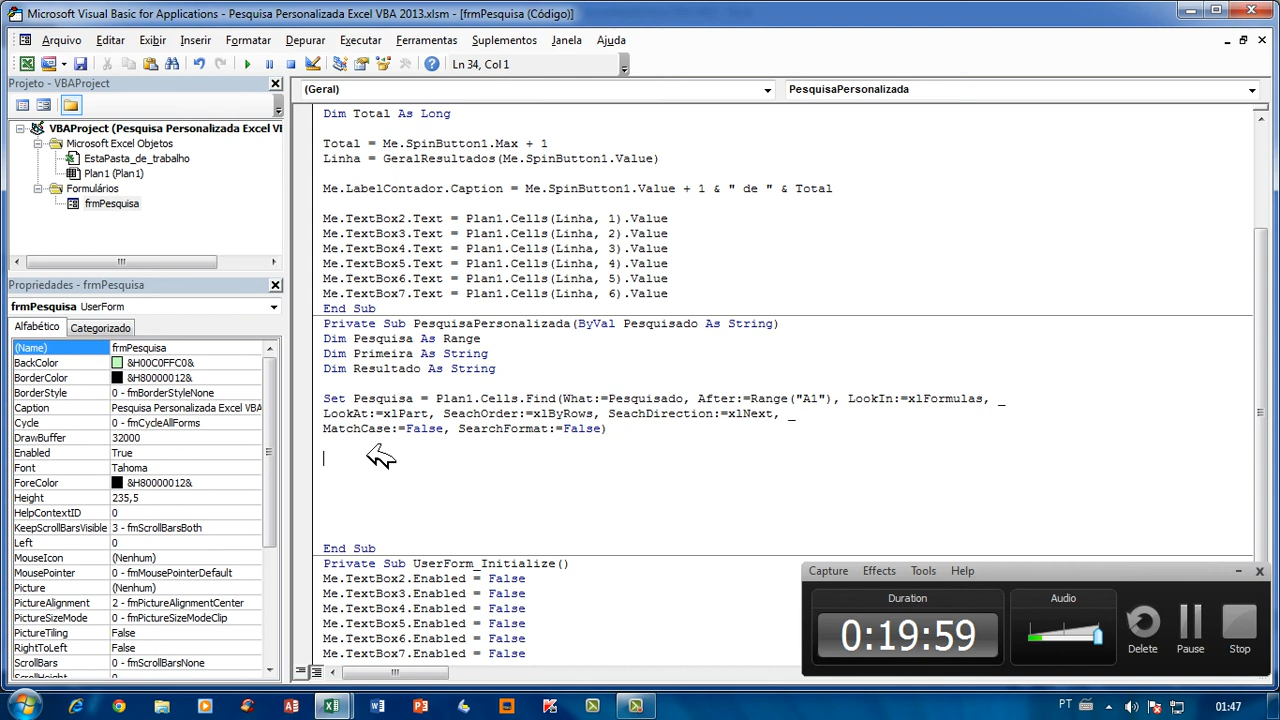 Microsoft Visual Basic for Applications - Pesquisa Personalizada Excel VBA 2013.xlsm - [frmPesquisa (Código)]
Arquivo Editar Exibir Inserir Formatar Depurar Executar Ferramentas Suplementos Janela Ajuda
Ln 34, Col 1
Projeto - VBAProject
VBAProject (Pesquisa Personalizada Excel VI
Microsoft Excel Objetos
EstaPasta_de_trabalho
Plan1 (Plan1)
Formulários
frmPesquisa
Propriedades - frmPesquisa
frmPesquisa UserForm
Alfabético Categorizado
(Name) frmPesquisa
BackColor &H00C0FFC0&
BorderColor &H80000012&
BorderStyle 0 - fmBorderStyleNone
Caption Pesquisa Personalizada Excel VBA
Cycle 0 - fmCycleAllForms
DrawBuffer 32000
Enabled True
Font Tahoma
ForeColor &H80000012&
Height 235,5
HelpContextID 0
KeepScrollBarsVisible 3 - fmScrollBarsBoth
Left 0
MouseIcon (Nenhum)
MousePointer 0 - fmMousePointerDefault
Picture (Nenhum)
PictureAlignment 2 - fmPictureAlignmentCenter
PictureSizeMode 0 - fmPictureSizeModeClip
PictureTiling False
RightToLeft False
ScrollBars 0 - fmScrollBarsNone
(Geral) PesquisaPersonalizada
Dim Total As Long
Total = Me.SpinButton1.Max + 1
Linha = GeralResultados(Me.SpinButton1.Value)
Me.LabelContador.Caption = Me.SpinButton1.Value + 1 & " de " & Total
Me.TextBox2.Text = Plan1.Cells(Linha, 1).Value
Me.TextBox3.Text = Plan1.Cells(Linha, 2).Value
Me.TextBox4.Text = Plan1.Cells(Linha, 3).Value
Me.TextBox5.Text = Plan1.Cells(Linha, 4).Value
Me.TextBox6.Text = Plan1.Cells(Linha, 5).Value
Me.TextBox7.Text = Plan1.Cells(Linha, 6).Value
End Sub
Private Sub PesquisaPersonalizada(ByVal Pesquisado As String)
Dim Pesquisa As Range
Dim Primeira As String
Dim Resultado As String
Set Pesquisa = Plan1.Cells.Find(What:=Pesquisado, After:=Range("A1"), LookIn:=xlFormulas, _
LookAt:=xlPart, SeachOrder:=xlByRows, SeachDirection:=xlNext, _
MatchCase:=False, SearchFormat:=False)
End Sub
Private Sub UserForm_Initialize()
Me.TextBox2.Enabled = False
Me.TextBox3.Enabled = False
Me.TextBox4.Enabled = False
Me.TextBox5.Enabled = False
Me.TextBox6.Enabled = False
Me.TextBox7.Enabled = False
Capture Effects Tools Help
Duration Audio
0:19:59
Delete Pause Stop
PT 01:47